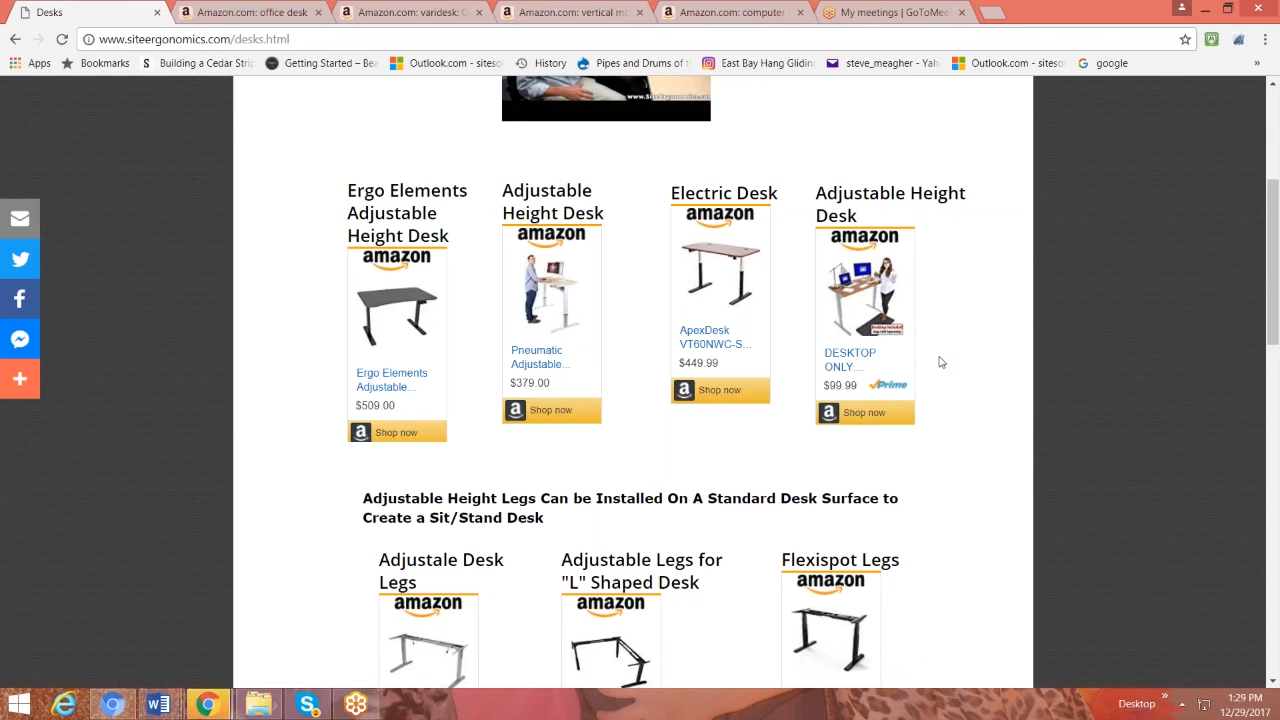 Desks
Amazon.com: office desk
Amazon.com: varidesk: G
Amazon.com: vertical mo
Amazon.com: computer
My meetings | GoToMee
www.siteergonomics.com/desks.html
Apps
Bookmarks
Building a Cedar Strip
Getting Started – Bea
Outlook.com - siteso
History
Pipes and Drums of t
East Bay Hang Gliding
steve_meagher - Yah
Outlook.com - siteso
google
»
Ergo Elements
Adjustable
Height Desk
amazon
Ergo Elements
Adjustable...
$509.00
Shop now
Adjustable
Height Desk
amazon
Pneumatic
Adjustable...
$379.00
Shop now
Electric Desk
amazon
ApexDesk
VT60NWC-S...
$449.99
Shop now
Adjustable Height
Desk
amazon
DESKTOP
ONLY....
$99.99 Prime
Shop now
Adjustable Height Legs Can be Installed On A Standard Desk Surface to
Create a Sit/Stand Desk
Adjustale Desk
Legs
amazon
Adjustable Legs for
"L" Shaped Desk
amazon
Flexispot Legs
amazon
Desktop
»
1:29 PM
12/29/2017